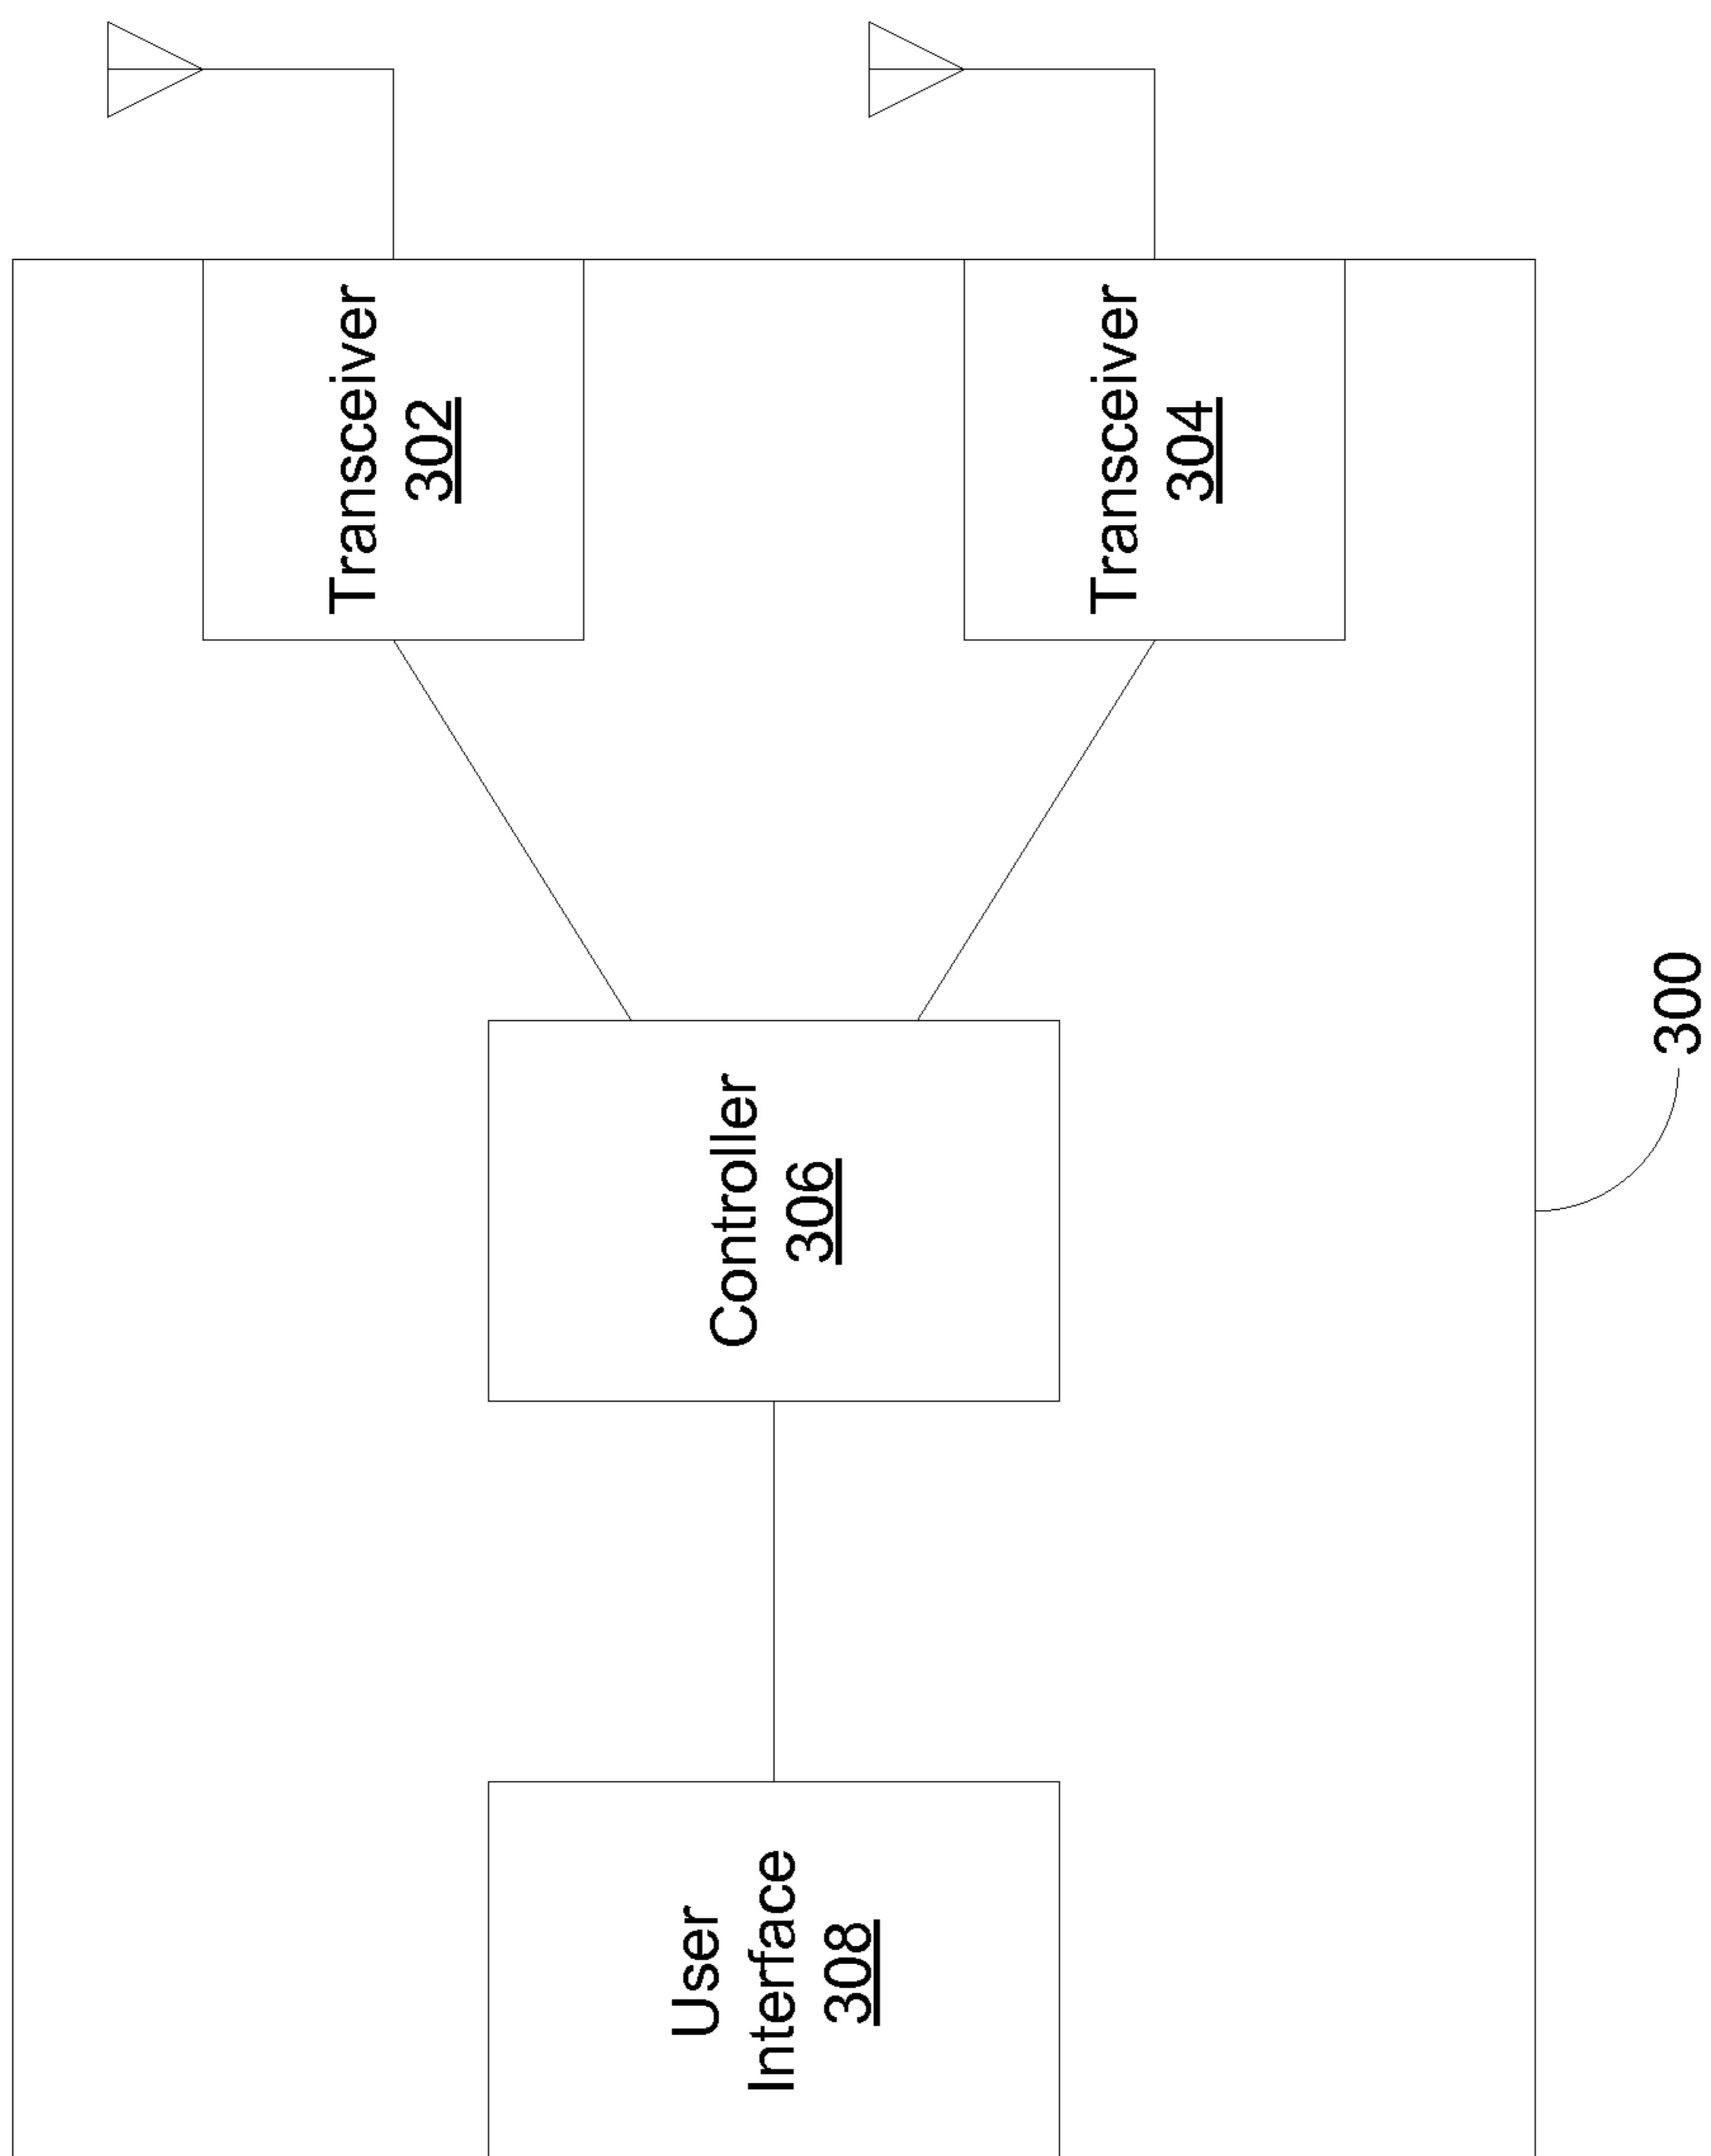 User
Interface
308
Controller
306
Transceiver
302
Transceiver
304
300